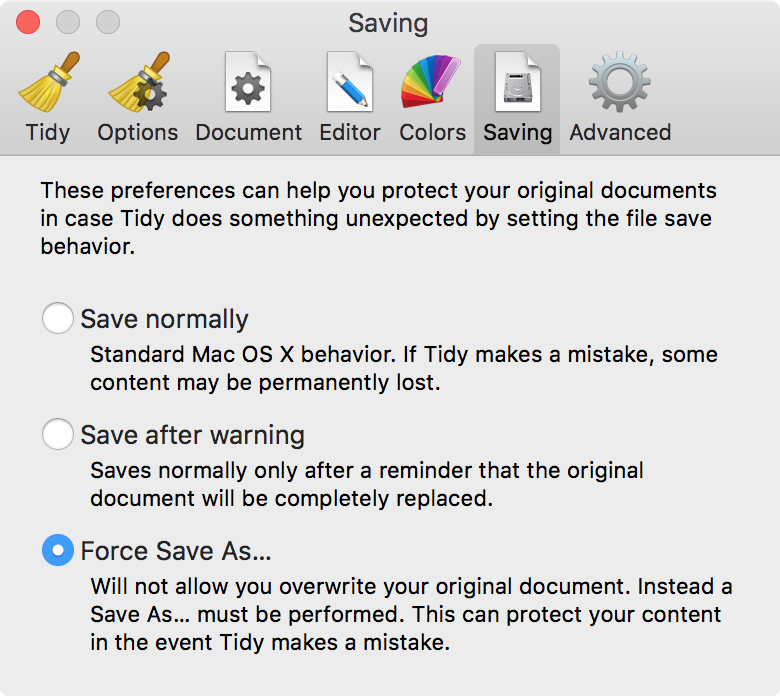 Saving
Tidy Options Document Editor Colors Saving Advanced
These preferences can help you protect your original documents
in case Tidy does something unexpected by setting the file save
behavior.
Save normally
Standard Mac OS X behavior. If Tidy makes a mistake, some
content may be permanently lost.
Save after warning
Saves normally only after a reminder that the original
document will be completely replaced.
Force Save As...
Will not allow you overwrite your original document. Instead a
Save As... must be performed. This can protect your content
in the event Tidy makes a mistake.